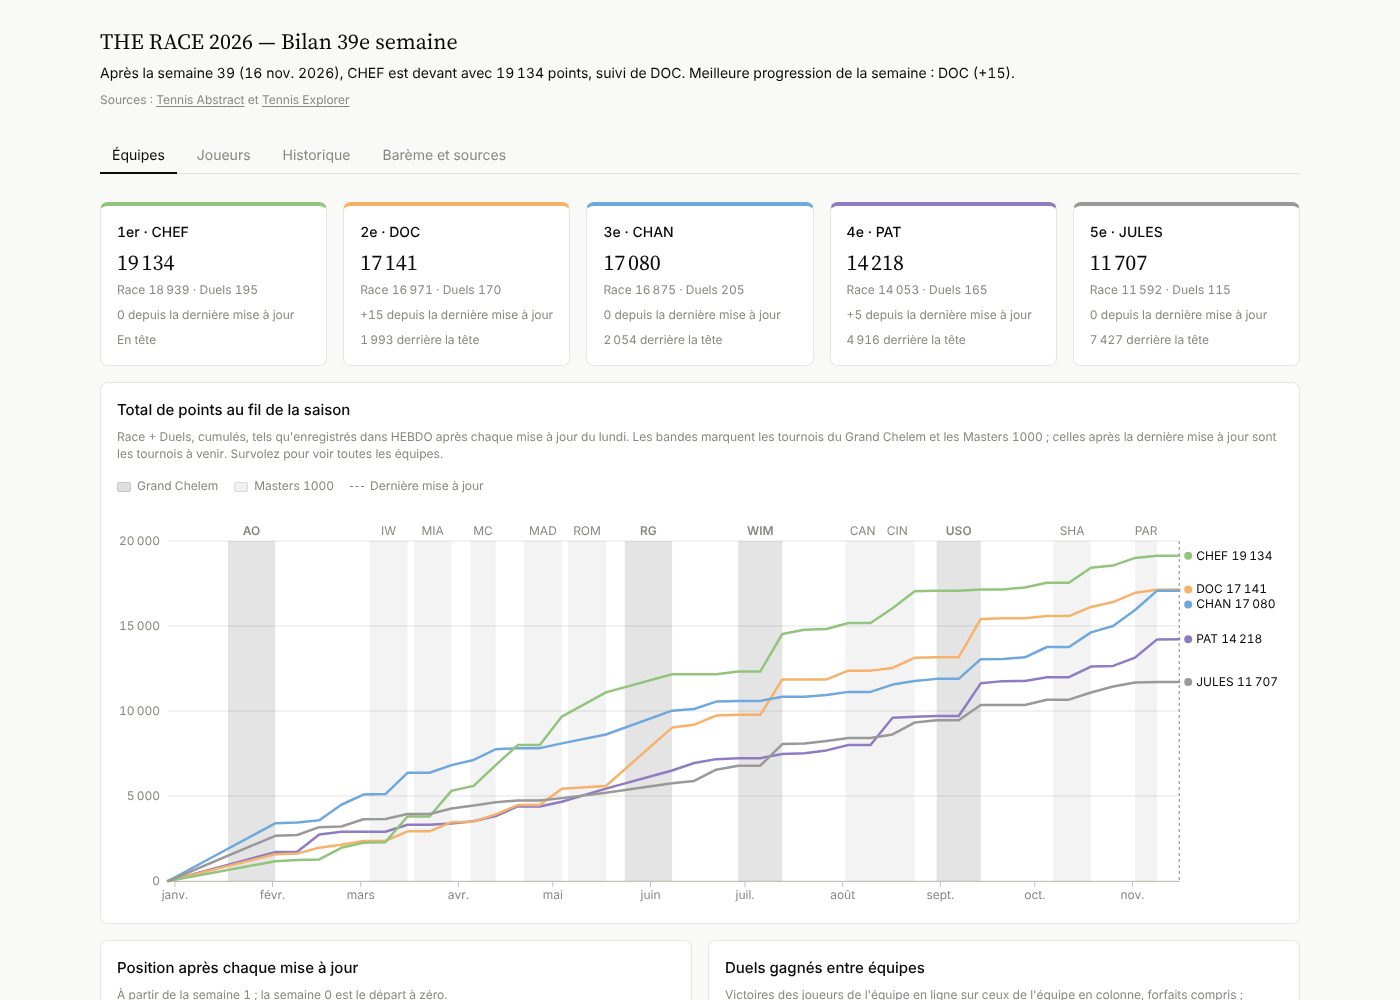 THE RACE 2026 — Bilan 39e semaine
Après la semaine 39 (16 nov. 2026), CHEF est devant avec 19 134 points, suivi de DOC. Meilleure progression de la semaine : DOC (+15).
Sources : Tennis Abstract et Tennis Explorer
Équipes Joueurs Historique Barème et sources
1er · CHEF
19 134
Race 18 939 · Duels 195
0 depuis la dernière mise à jour
En tête
2e · DOC
17 141
Race 16 971 · Duels 170
+15 depuis la dernière mise à jour
1 993 derrière la tête
3e · CHAN
17 080
Race 16 875 · Duels 205
0 depuis la dernière mise à jour
2 054 derrière la tête
4e · PAT
14 218
Race 14 053 · Duels 165
+5 depuis la dernière mise à jour
4 916 derrière la tête
5e · JULES
11 707
Race 11 592 · Duels 115
0 depuis la dernière mise à jour
7 427 derrière la tête
Total de points au fil de la saison
Race + Duels, cumulés, tels qu'enregistrés dans HEBDO après chaque mise à jour du lundi. Les bandes marquent les tournois du Grand Chelem et les Masters 1000 ; celles après la dernière mise à jour sont
les tournois à venir. Survolez pour voir toutes les équipes.
Grand Chelem Masters 1000 Dernière mise à jour
AO IW MIA MC MAD ROM RG WIM CAN CIN USO SHA PAR
20 000
15 000
10 000
5 000
0
CHEF 19 134
DOC 17 141
CHAN 17 080
PAT 14 218
JULES 11 707
janv. févr. mars avr. mai juin juil. août sept. oct. nov.
Position après chaque mise à jour
À partir de la semaine 1 ; la semaine 0 est le départ à zéro.
Duels gagnés entre équipes
Victoires des joueurs de l'équipe en ligne sur ceux de l'équipe en colonne, forfaits compris ;